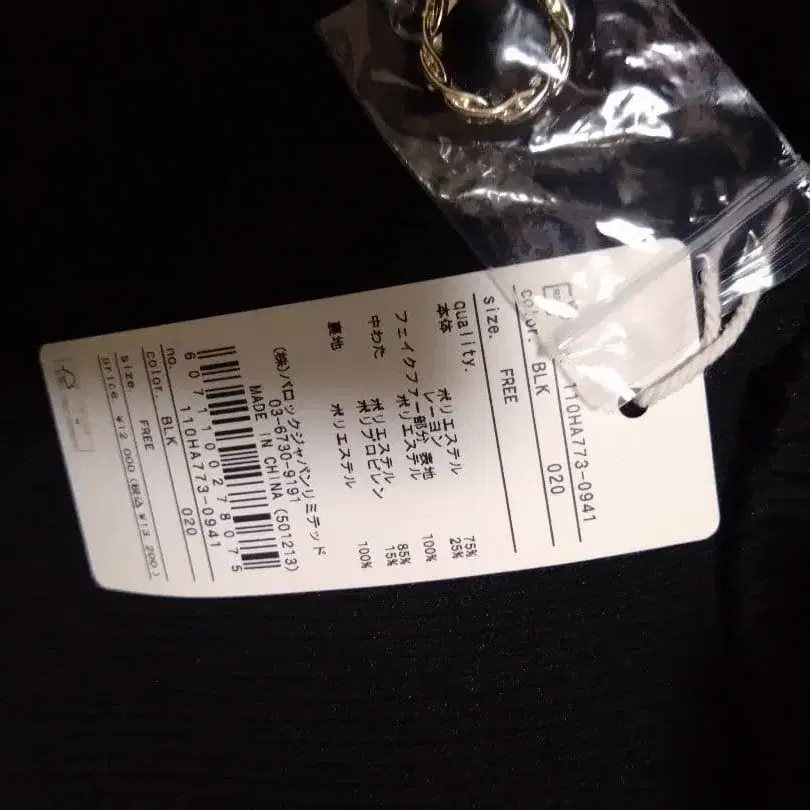 110HA773-0941
color. BLK 020
size. FREE
quality.
本体 ポリエステル 75%
レーヨン 25%
フェイクファー部分 表地 ポリエステル 100%
中わた ポリエステル 85%
ポリプロピレン 15%
裏地 ポリエステル 100%
(株)バロックジャパンリミテッド
03-6730-9191
MADE IN CHINA (501213)
6071100278075
no. 110HA773-0941
color. BLK 020
size. FREE
price. ¥12,000(税込 ¥13,200)